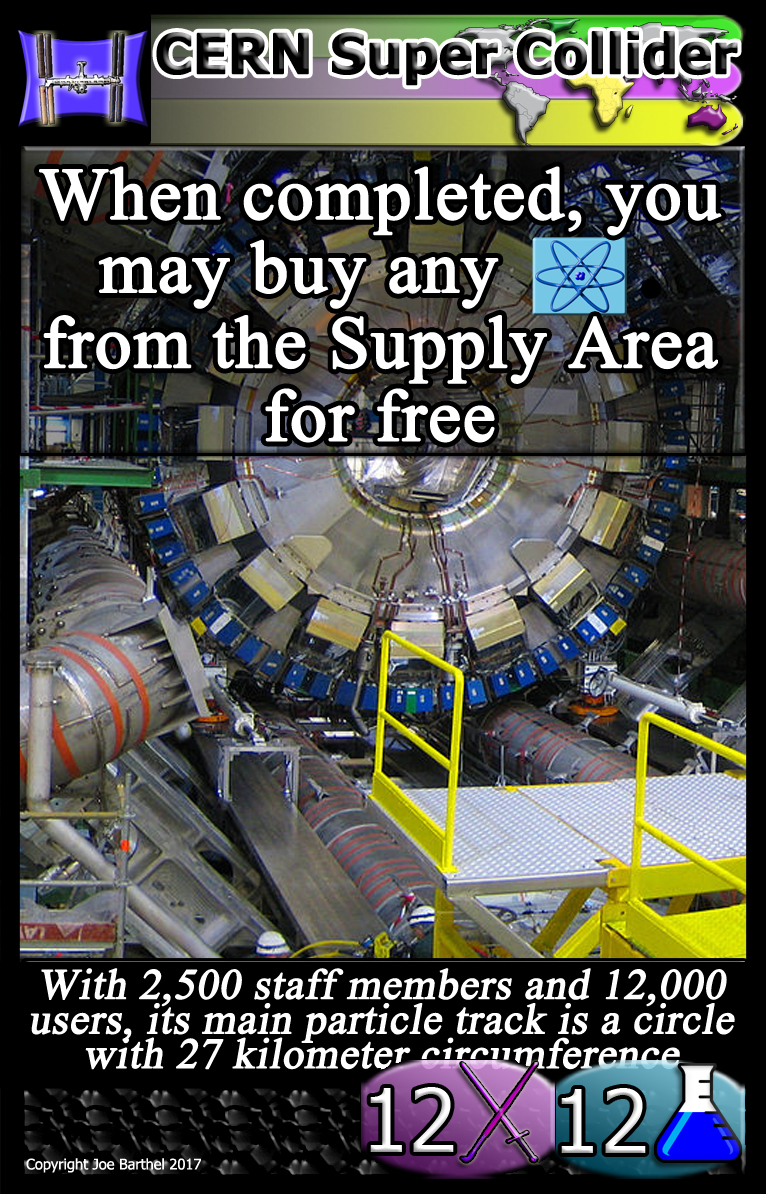 CERN Super Collider
When completed, you
may buy any .
from the Supply Area
for free
With 2,500 staff members and 12,000
users, its main particle track is a circle
with 27 kilometer circumference
12 12
Copyright Joe Barthel 2017